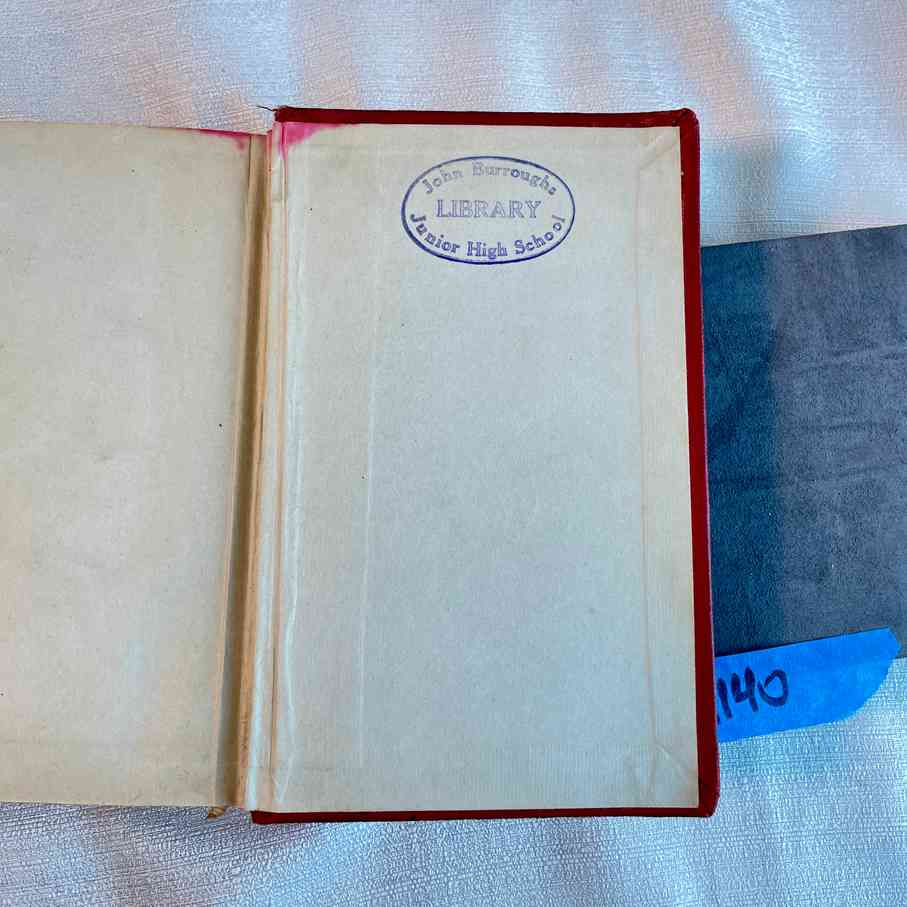 John Burroughs
LIBRARY
Junior High School
140